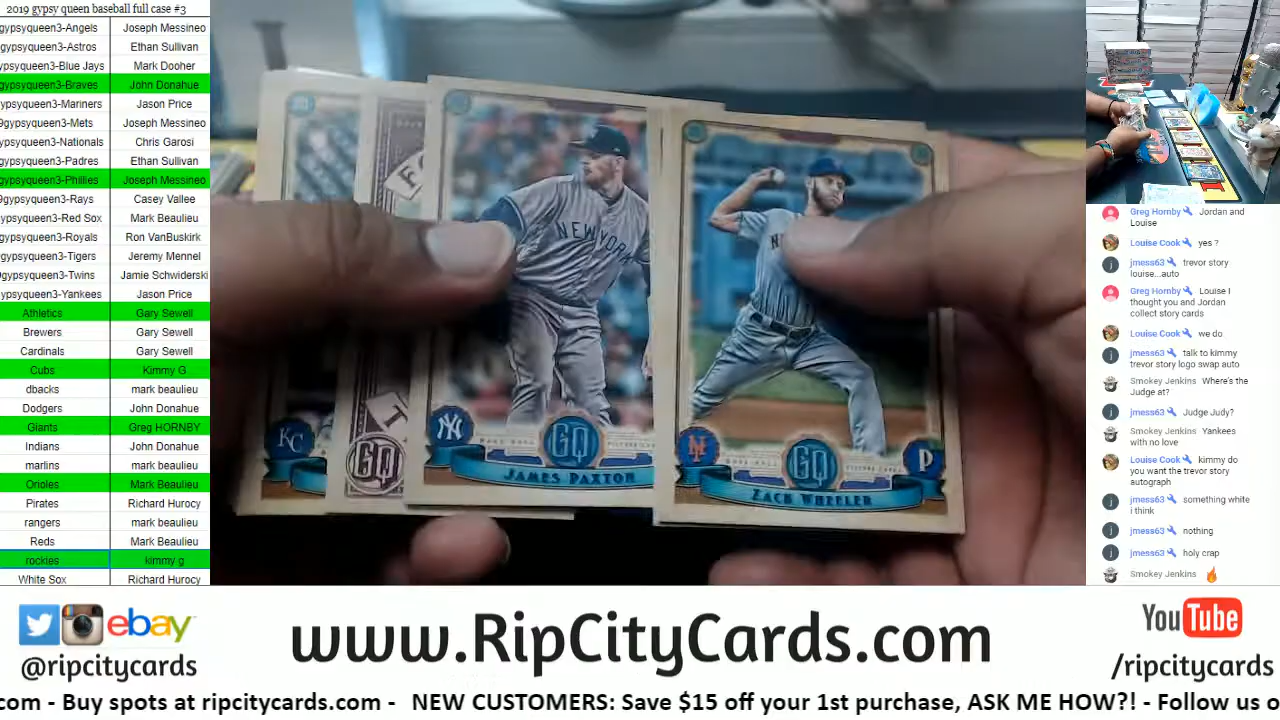 2019 gypsy queen baseball full case #3
gypsyqueen3-Angels Joseph Messineo
gypsyqueen3-Astros Ethan Sullivan
gypsyqueen3-Blue Jays Mark Dooher
gypsyqueen3-Braves John Donahue
ypsyqueen3-Mariners Jason Price
9gypsyqueen3-Mets Joseph Messineo
gypsyqueen3-Nationals Chris Garosi
gypsyqueen3-Padres Ethan Sullivan
gypsyqueen3-Phillies Joseph Messineo
9gypsyqueen3-Rays Casey Vallee
gypsyqueen3-Red Sox Mark Beaulieu
gypsyqueen3-Royals Ron VanBuskirk
gypsyqueen3-Tigers Jeremy Mennel
gypsyqueen3-Twins Jamie Schwiderski
ypsyqueen3-Yankees Jason Price
Athletics Gary Sewell
Brewers Gary Sewell
Cardinals Gary Sewell
Cubs Kimmy G
dbacks mark beaulieu
Dodgers John Donahue
Giants Greg HORNBY
Indians John Donahue
marlins mark beaulieu
Orioles Mark Beaulieu
Pirates Richard Hurocy
rangers mark beaulieu
Reds Mark Beaulieu
rockies kimmy g
White Sox Richard Hurocy
NEW YORK
KC
GQ
NY
GQ
JAMES PAXTON
GQ
P
ZACK WHEELER
Greg Hornby Jordan and
Louise
Louise Cook yes ?
jmess63 trevor story
louise...auto
Greg Hornby Louise I
thought you and Jordan
collect story cards
Louise Cook we do
jmess63 talk to kimmy
trevor story logo swap auto
Smokey Jenkins Where's the
Judge at?
jmess63 Judge Judy?
Smokey Jenkins Yankees
with no love
Louise Cook kimmy do
you want the trevor story
autograph
jmess63 something white
i think
jmess63 nothing
jmess63 holy crap
Smokey Jenkins
ebay
@ripcitycards
www.RipCityCards.com
YouTube
/ripcitycards
com - Buy spots at ripcitycards.com - NEW CUSTOMERS: Save $15 off your 1st purchase, ASK ME HOW?! - Follow us o